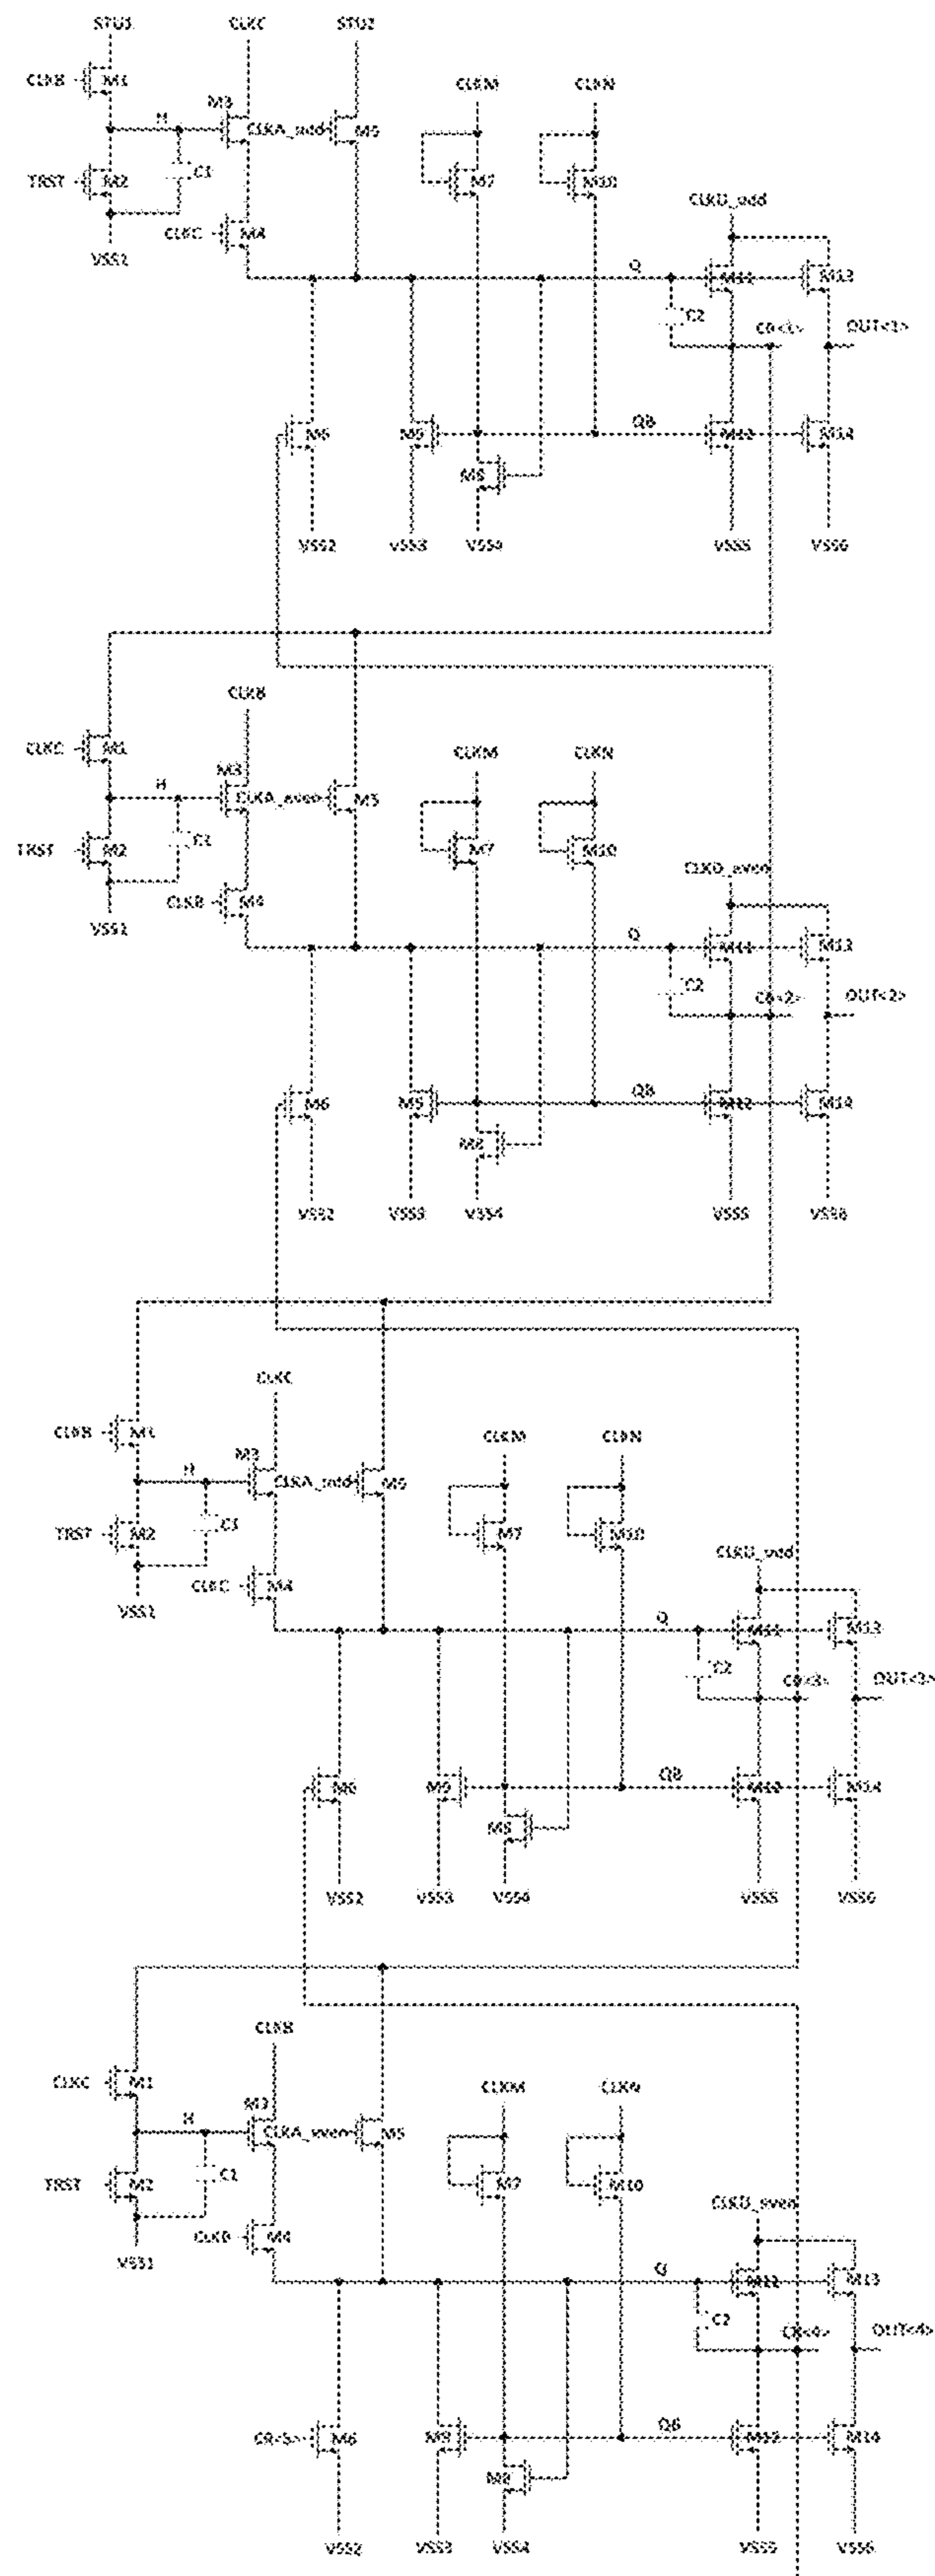 STU1 CLKC STU2
CLKB M1 CLKM CLKN
H M3 CLKA_odd M5
TRST M2 C1 M7 M10
CLKC M4 CLKD_odd
VSS1
Q M11 M13
C2 CR<1> OUT<1>
M6 M9 QB M12 M14
M8
VSS2 VSS3 VSS4 VSS5 VSS6
CLKB
CLKC M1 CLKM CLKN
H M3 CLKA_even M5
TRST M2 C1 M7 M10
CLKD_even
CLKB M4
VSS1 Q M11 M13
C2 CR<2> OUT<2>
M6 M9 QB M12 M14
M8
VSS2 VSS3 VSS4 VSS5 VSS6
CLKC
CLKB M1 CLKM CLKN
H M3 CLKA_odd M5
TRST M2 C1 M7 M10
CLKD_odd
CLKC M4
VSS1 Q M11 M13
C2 CR<3> OUT<3>
M6 M9 QB M12 M14
M8
VSS2 VSS3 VSS4 VSS5 VSS6
CLKB
CLKC M1 CLKM CLKN
H M3 CLKA_even M5
TRST M2 C1 M7 M10
CLKD_even
CLKB M4
VSS1 Q M11 M13
C2 CR<4> OUT<4>
CR<5> M6 M9 QB M12 M14
M8
VSS2 VSS3 VSS4 VSS5 VSS6